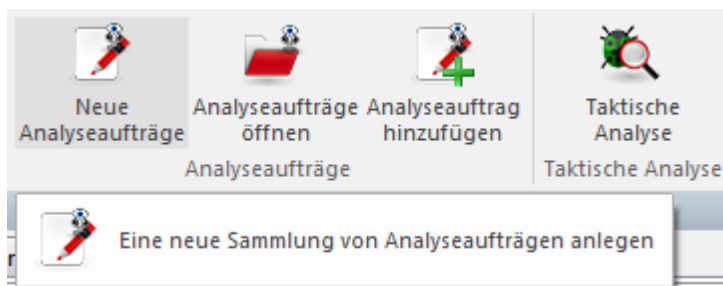 Neue Analyseaufträge
Analyseaufträge öffnen
Analyseauftrag hinzufügen
Taktische Analyse
Analyseaufträge
Taktische Analyse
Eine neue Sammlung von Analyseaufträgen anlegen